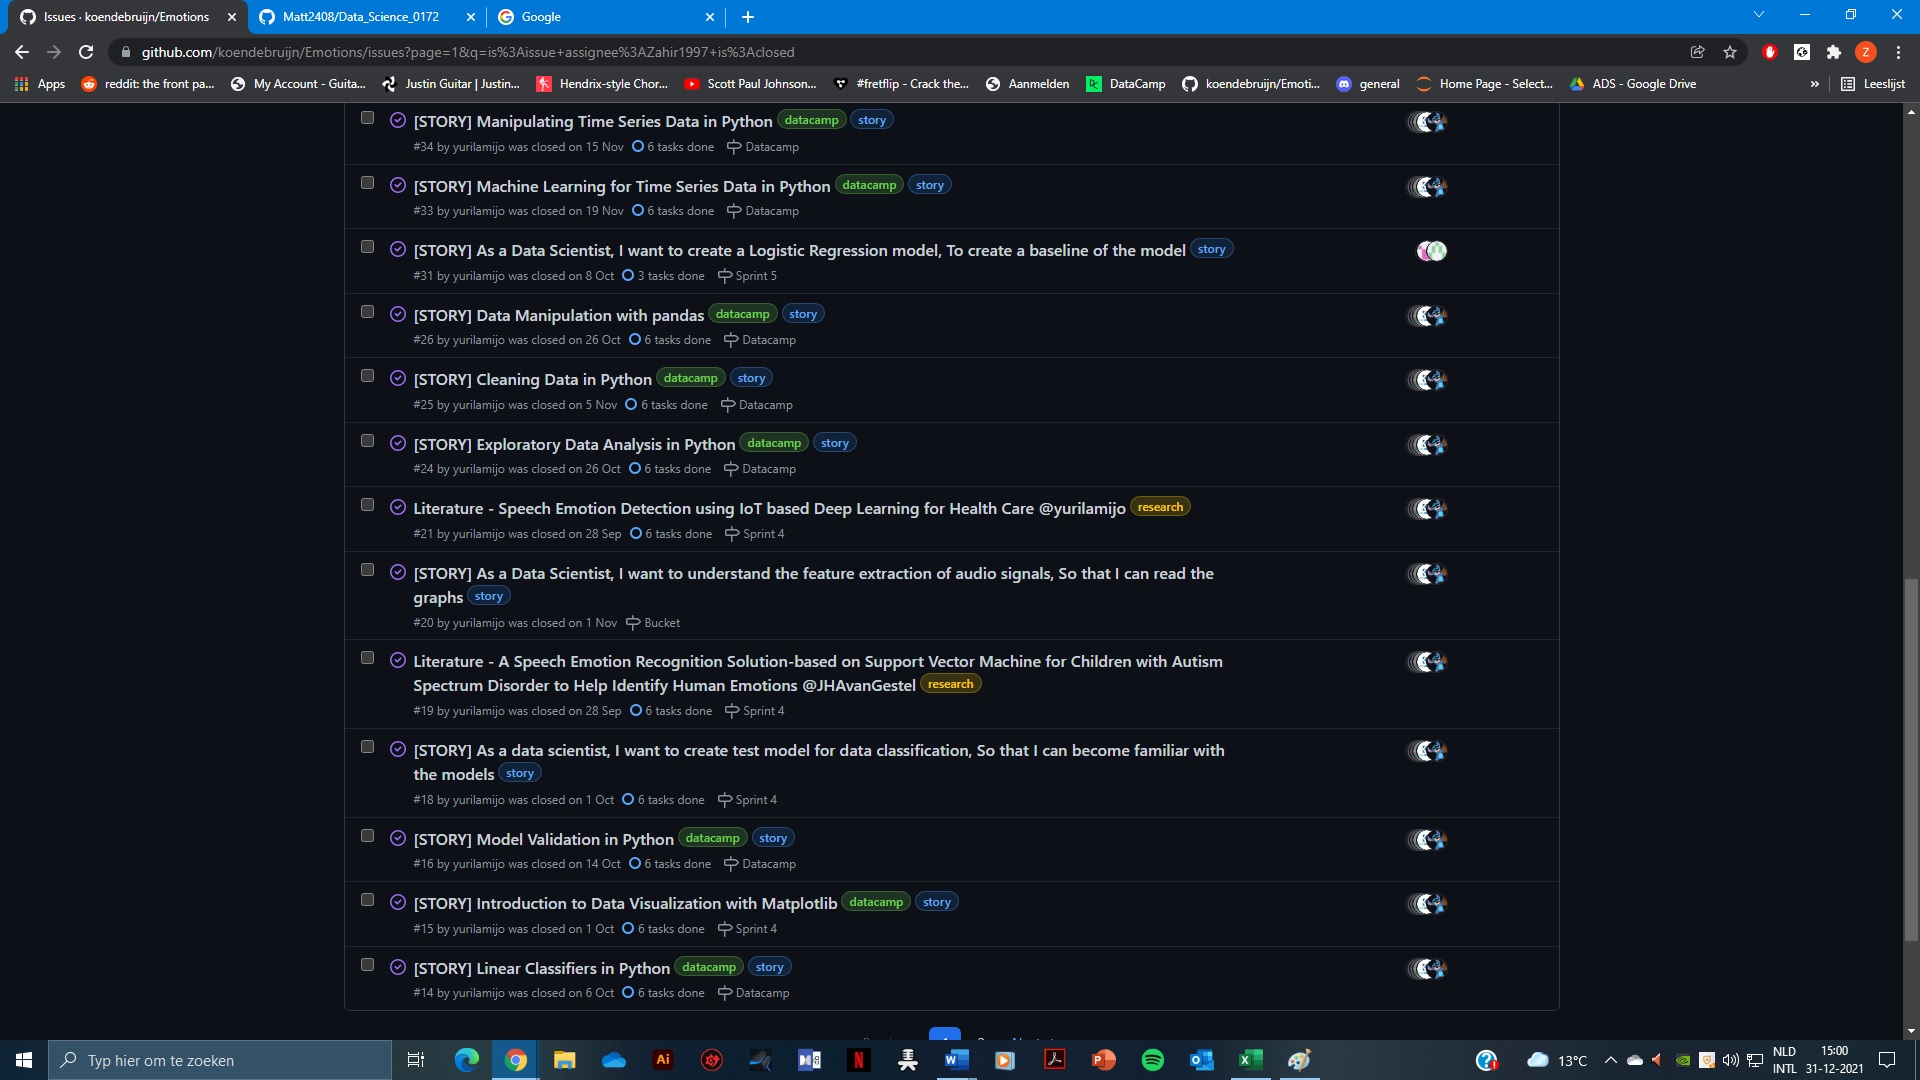 Issues · koendebruijn/Emotions
Matt2408/Data_Science_0172
Google
github.com/koendebruijn/Emotions/issues?page=1&q=is%3Aissue+assignee%3AZahir1997+is%3Aclosed
Z
Apps
reddit: the front pa...
My Account - Guita...
Justin Guitar | Justin...
Hendrix-style Chor...
Scott Paul Johnson...
#fretflip - Crack the...
Aanmelden
DataCamp
koendebruijn/Emoti...
general
Home Page - Select...
ADS - Google Drive
»
Leeslijst
[STORY] Manipulating Time Series Data in Python datacamp story
#34 by yurilamijo was closed on 15 Nov 6 tasks done Datacamp
[STORY] Machine Learning for Time Series Data in Python datacamp story
#33 by yurilamijo was closed on 19 Nov 6 tasks done Datacamp
[STORY] As a Data Scientist, I want to create a Logistic Regression model, To create a baseline of the model story
#31 by yurilamijo was closed on 8 Oct 3 tasks done Sprint 5
[STORY] Data Manipulation with pandas datacamp story
#26 by yurilamijo was closed on 26 Oct 6 tasks done Datacamp
[STORY] Cleaning Data in Python datacamp story
#25 by yurilamijo was closed on 5 Nov 6 tasks done Datacamp
[STORY] Exploratory Data Analysis in Python datacamp story
#24 by yurilamijo was closed on 26 Oct 6 tasks done Datacamp
Literature - Speech Emotion Detection using IoT based Deep Learning for Health Care @yurilamijo research
#21 by yurilamijo was closed on 28 Sep 6 tasks done Sprint 4
[STORY] As a Data Scientist, I want to understand the feature extraction of audio signals, So that I can read the
graphs story
#20 by yurilamijo was closed on 1 Nov Bucket
Literature - A Speech Emotion Recognition Solution-based on Support Vector Machine for Children with Autism
Spectrum Disorder to Help Identify Human Emotions @JHAvanGestel research
#19 by yurilamijo was closed on 28 Sep 6 tasks done Sprint 4
[STORY] As a data scientist, I want to create test model for data classification, So that I can become familiar with
the models story
#18 by yurilamijo was closed on 1 Oct 6 tasks done Sprint 4
[STORY] Model Validation in Python datacamp story
#16 by yurilamijo was closed on 14 Oct 6 tasks done Datacamp
[STORY] Introduction to Data Visualization with Matplotlib datacamp story
#15 by yurilamijo was closed on 1 Oct 6 tasks done Sprint 4
[STORY] Linear Classifiers in Python datacamp story
#14 by yurilamijo was closed on 6 Oct 6 tasks done Datacamp
Typ hier om te zoeken
Ai
13°C
NLD
INTL
15:00
31-12-2021